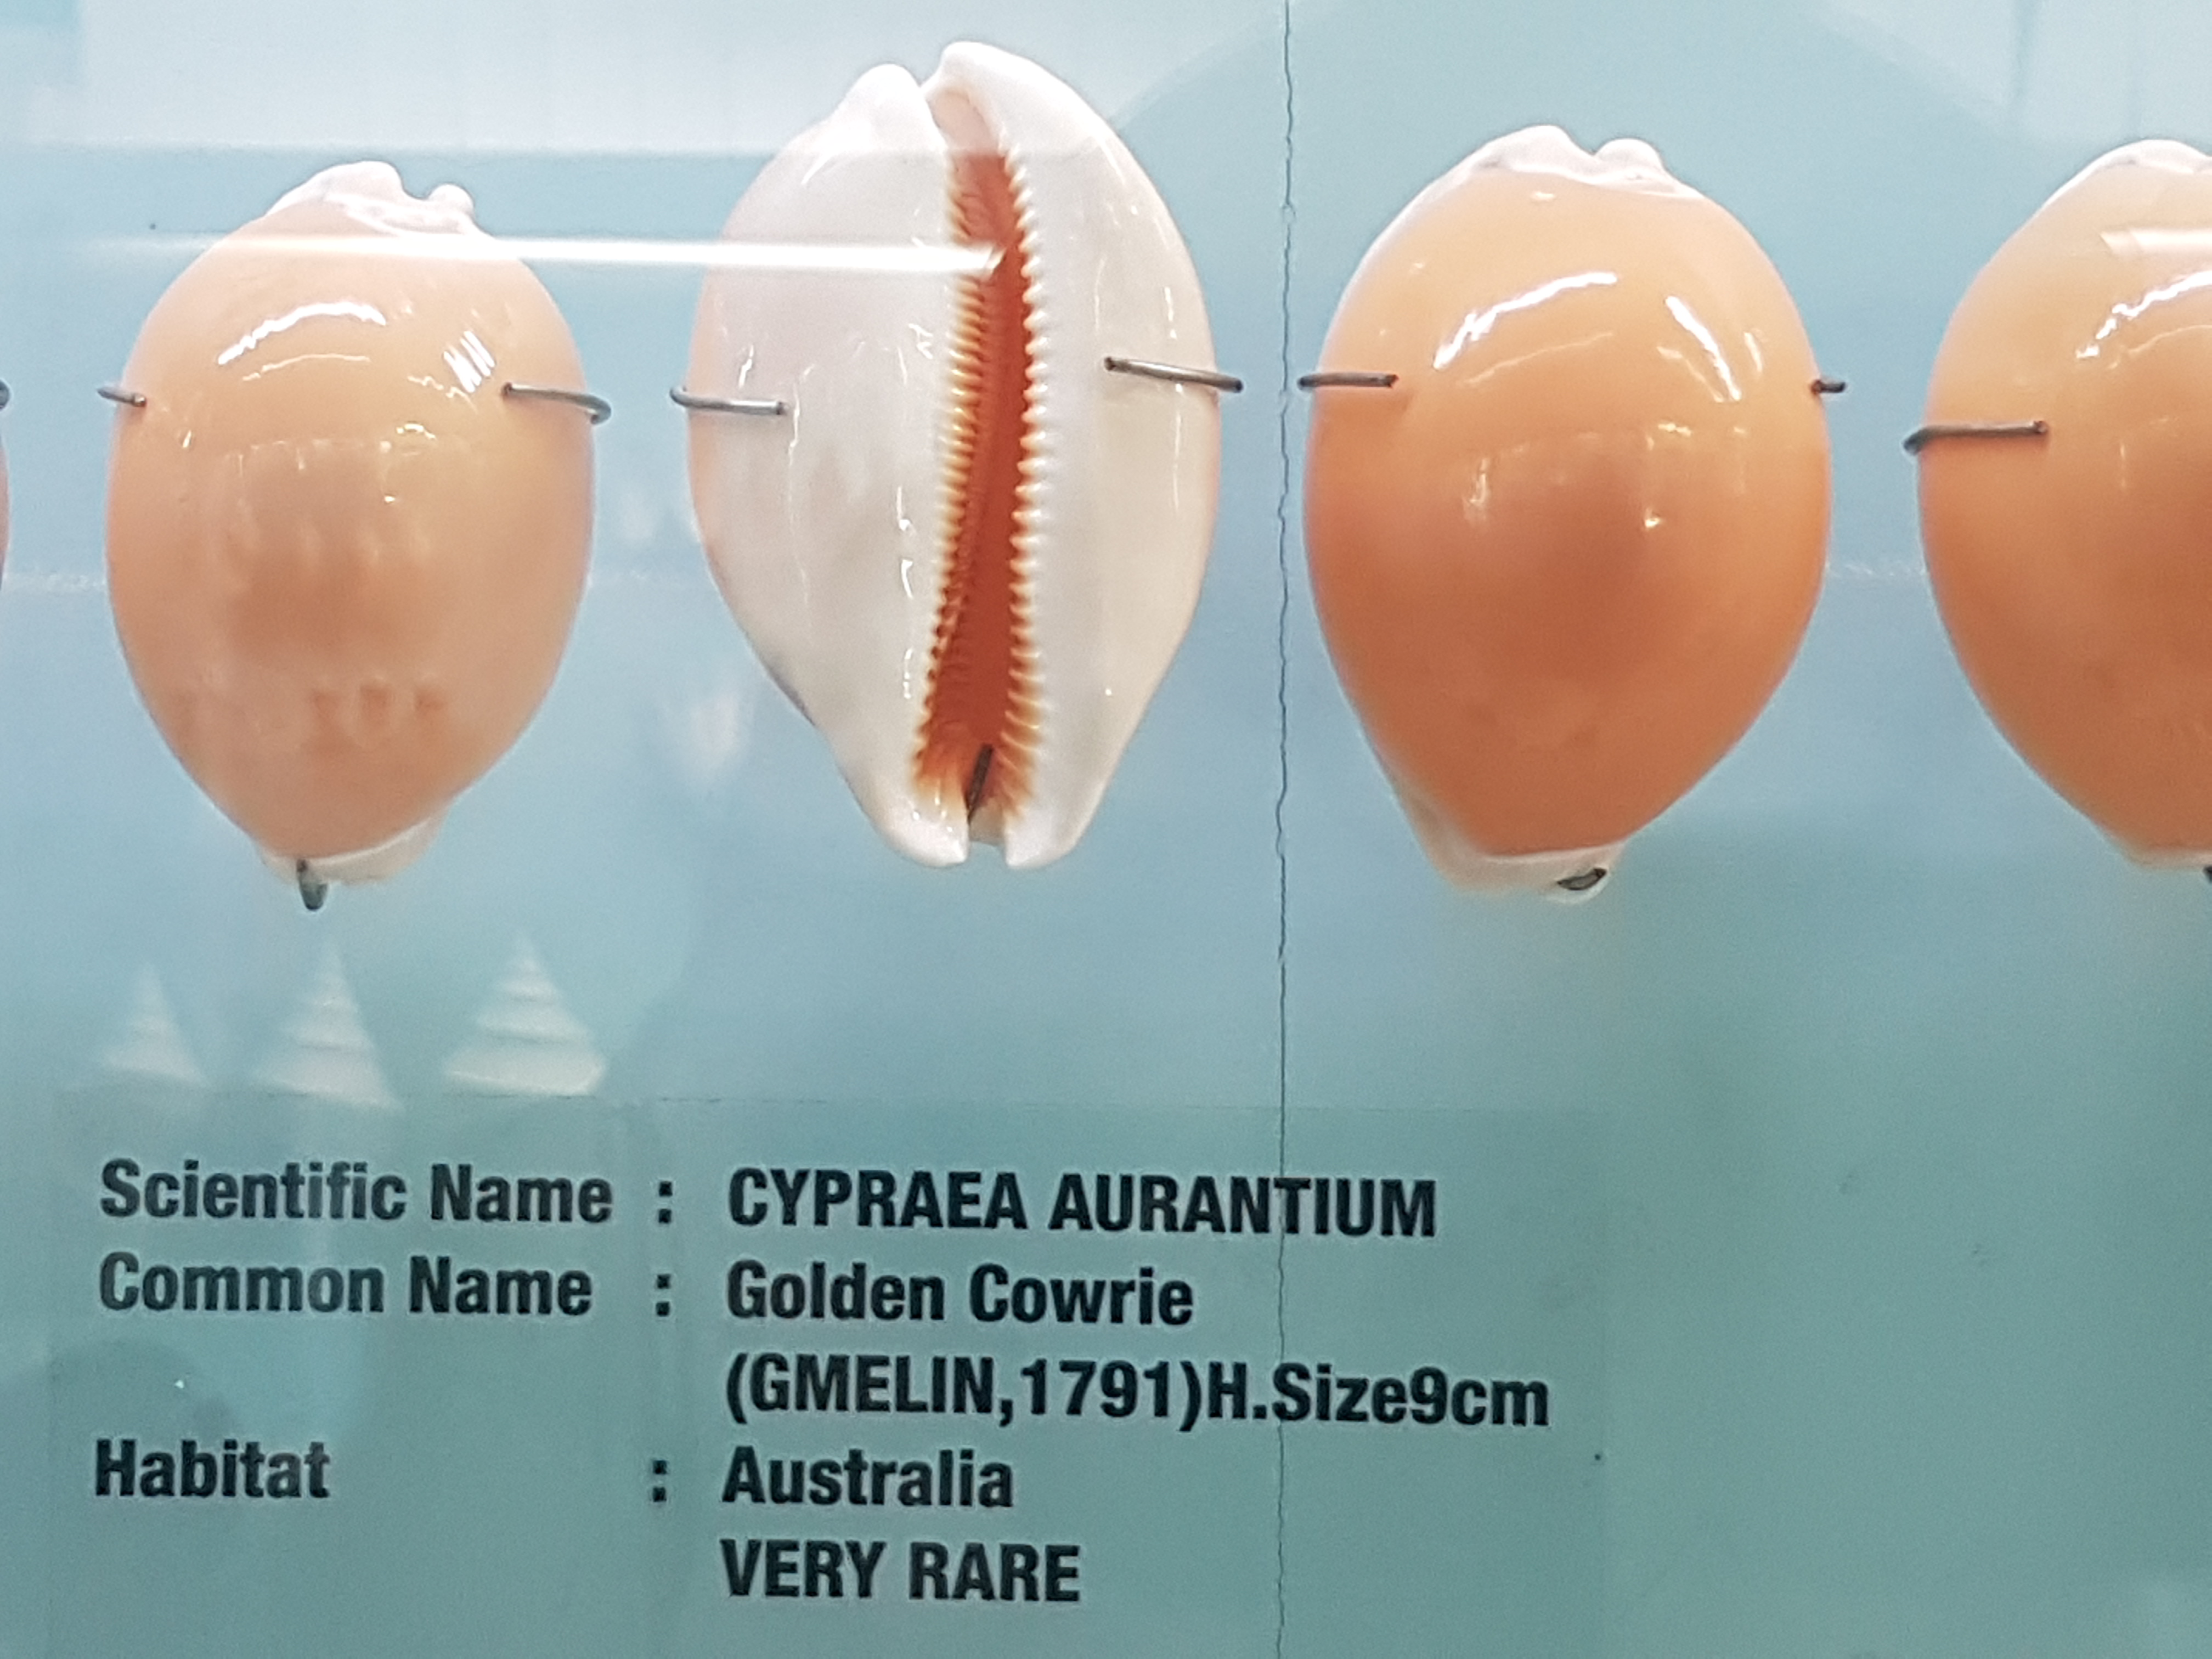 Scientific Name : CYPRAEA AURANTIUM
Common Name : Golden Cowrie
(GMELIN,1791)H.Size9cm
Habitat : Australia
VERY RARE